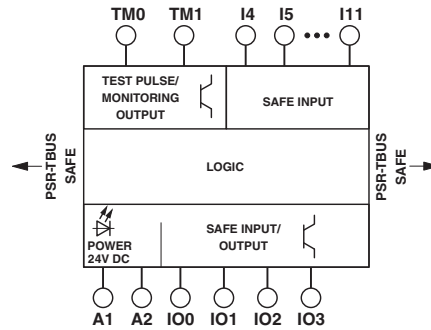 TM0 TM1 I4 I5 ••• I11
TEST PULSE/
MONITORING
OUTPUT
SAFE INPUT
PSR-TBUS
SAFE
LOGIC
PSR-TBUS
SAFE
POWER
24V DC
SAFE INPUT/
OUTPUT
A1 A2 IO0 IO1 IO2 IO3